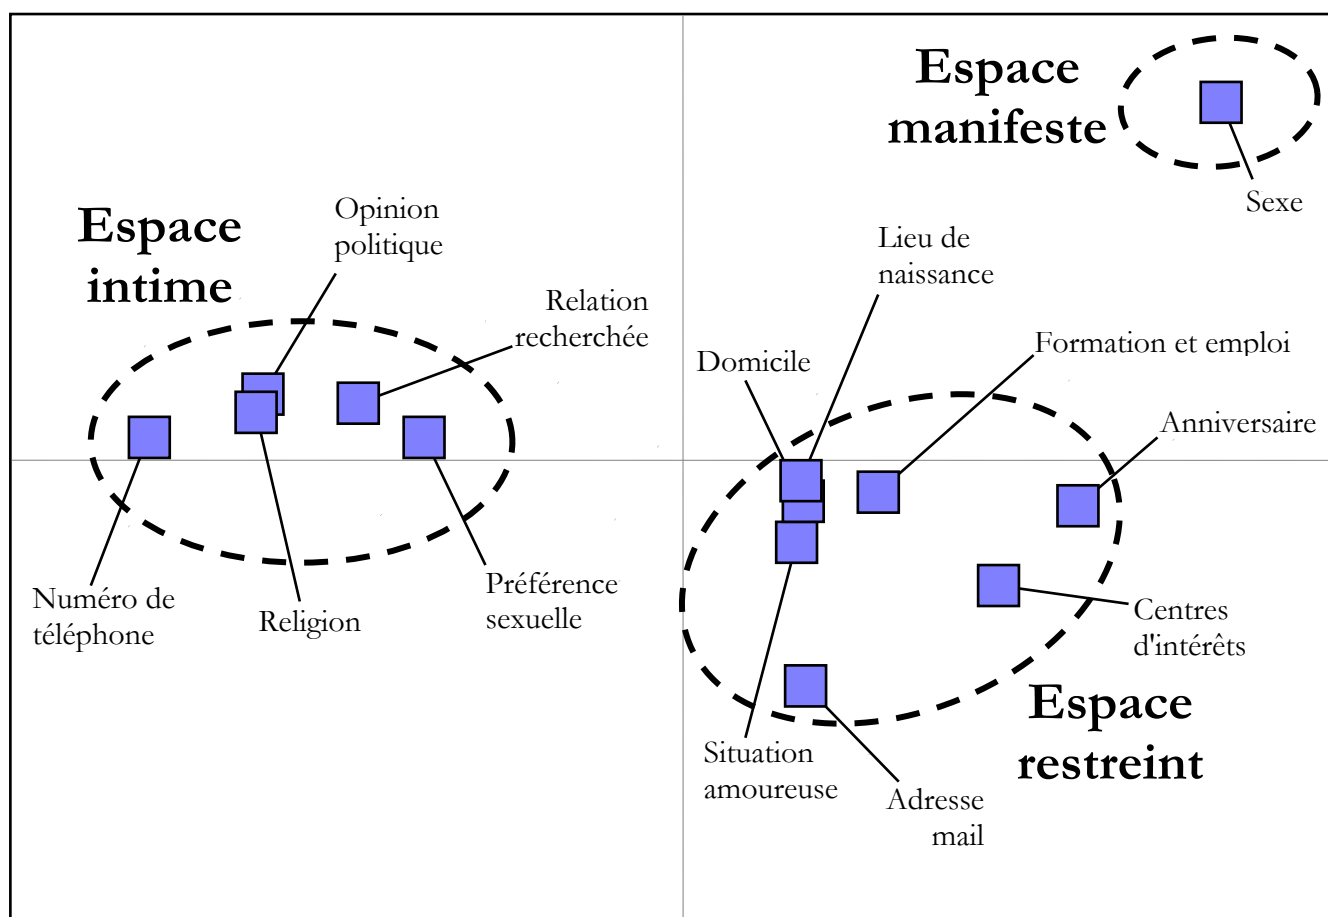 Espace
manifeste
Sexe
Espace
intime
Opinion
politique
Relation
recherchée
Lieu de
naissance
Domicile
Formation et emploi
Anniversaire
Numéro de
téléphone
Religion
Préférence
sexuelle
Centres
d'intérêts
Espace
restreint
Situation
amoureuse
Adresse
mail